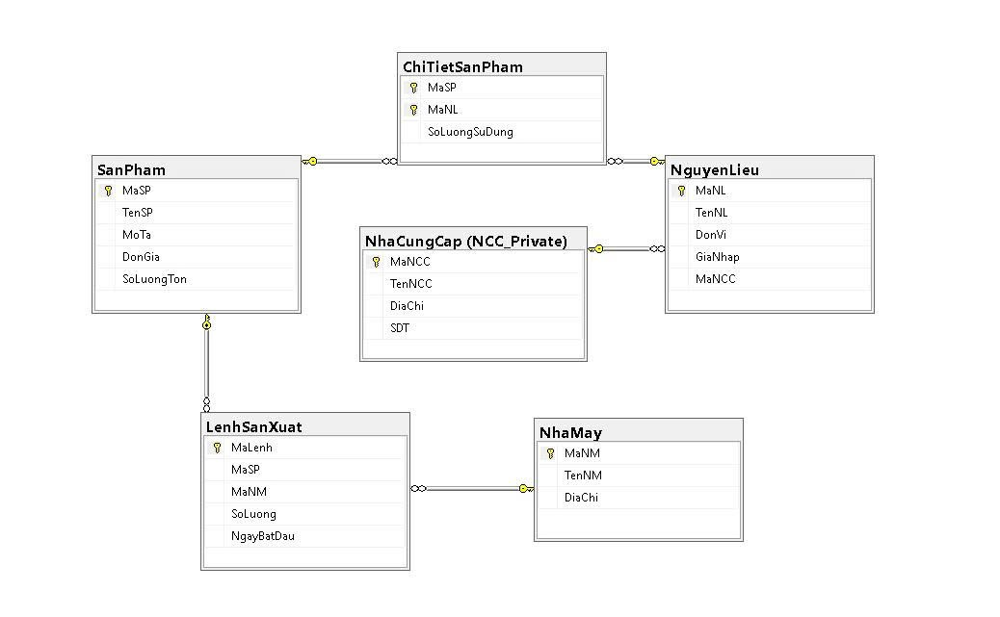 ChiTietSanPham
MaSP
MaNL
SoLuongSuDung
SanPham
MaSP
TenSP
MoTa
DonGia
SoLuongTon
NguyenLieu
MaNL
TenNL
DonVi
GiaNhap
MaNCC
NhaCungCap (NCC_Private)
MaNCC
TenNCC
DiaChi
SDT
LenhSanXuat
MaLenh
MaSP
MaNM
SoLuong
NgayBatDau
NhaMay
MaNM
TenNM
DiaChi